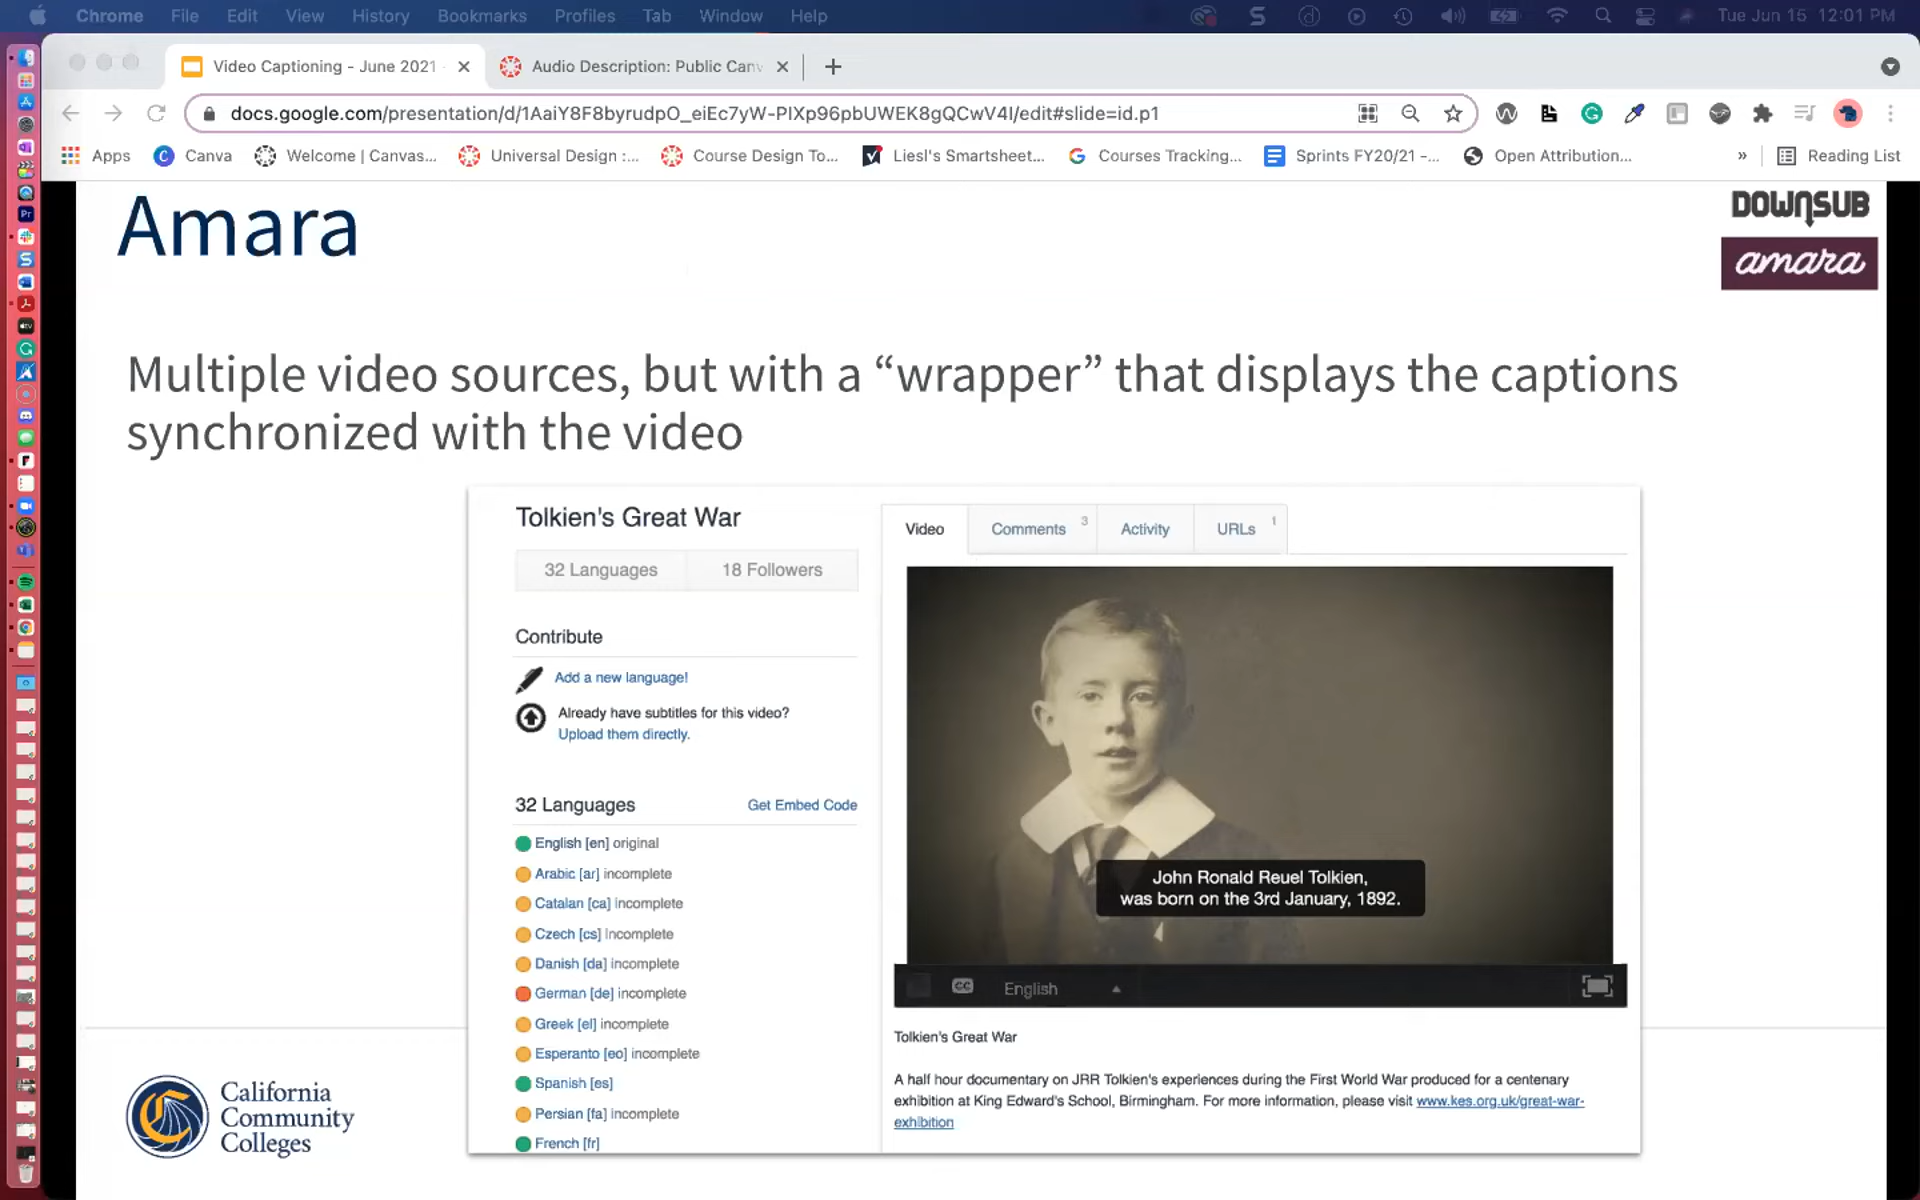 Chrome File Edit View History Bookmarks Profiles Tab Window Help Tue Jun 15 12:01 PM
Video Captioning - June 2021 Audio Description: Public Canv
docs.google.com/presentation/d/1AaiY8F8byrudpO_eiEc7yW-PIXp96pbUWEK8gQCwV4I/edit#slide=id.p1
Apps Canva Welcome | Canvas... Universal Design :... Course Design To... Liesl's Smartsheet... Courses Tracking,... Sprints FY20/21 -... Open Attribution... » Reading List
Amara
DOWNSUB
amara
Multiple video sources, but with a “wrapper” that displays the captions
synchronized with the video
Tolkien's Great War
32 Languages 18 Followers
Contribute
Add a new language!
Already have subtitles for this video?
Upload them directly.
32 Languages Get Embed Code
English [en] original
Arabic [ar] incomplete
Catalan [ca] incomplete
Czech [cs] incomplete
Danish [da] incomplete
German [de] incomplete
Greek [el] incomplete
Esperanto [eo] incomplete
Spanish [es]
Persian [fa] incomplete
French [fr]
Video Comments 3 Activity URLs 1
John Ronald Reuel Tolkien,
was born on the 3rd January, 1892.
CC English
Tolkien's Great War
A half hour documentary on JRR Tolkien's experiences during the First World War produced for a centenary
exhibition at King Edward's School, Birmingham. For more information, please visit www.kes.org.uk/great-war-
exhibition
California
Community
Colleges